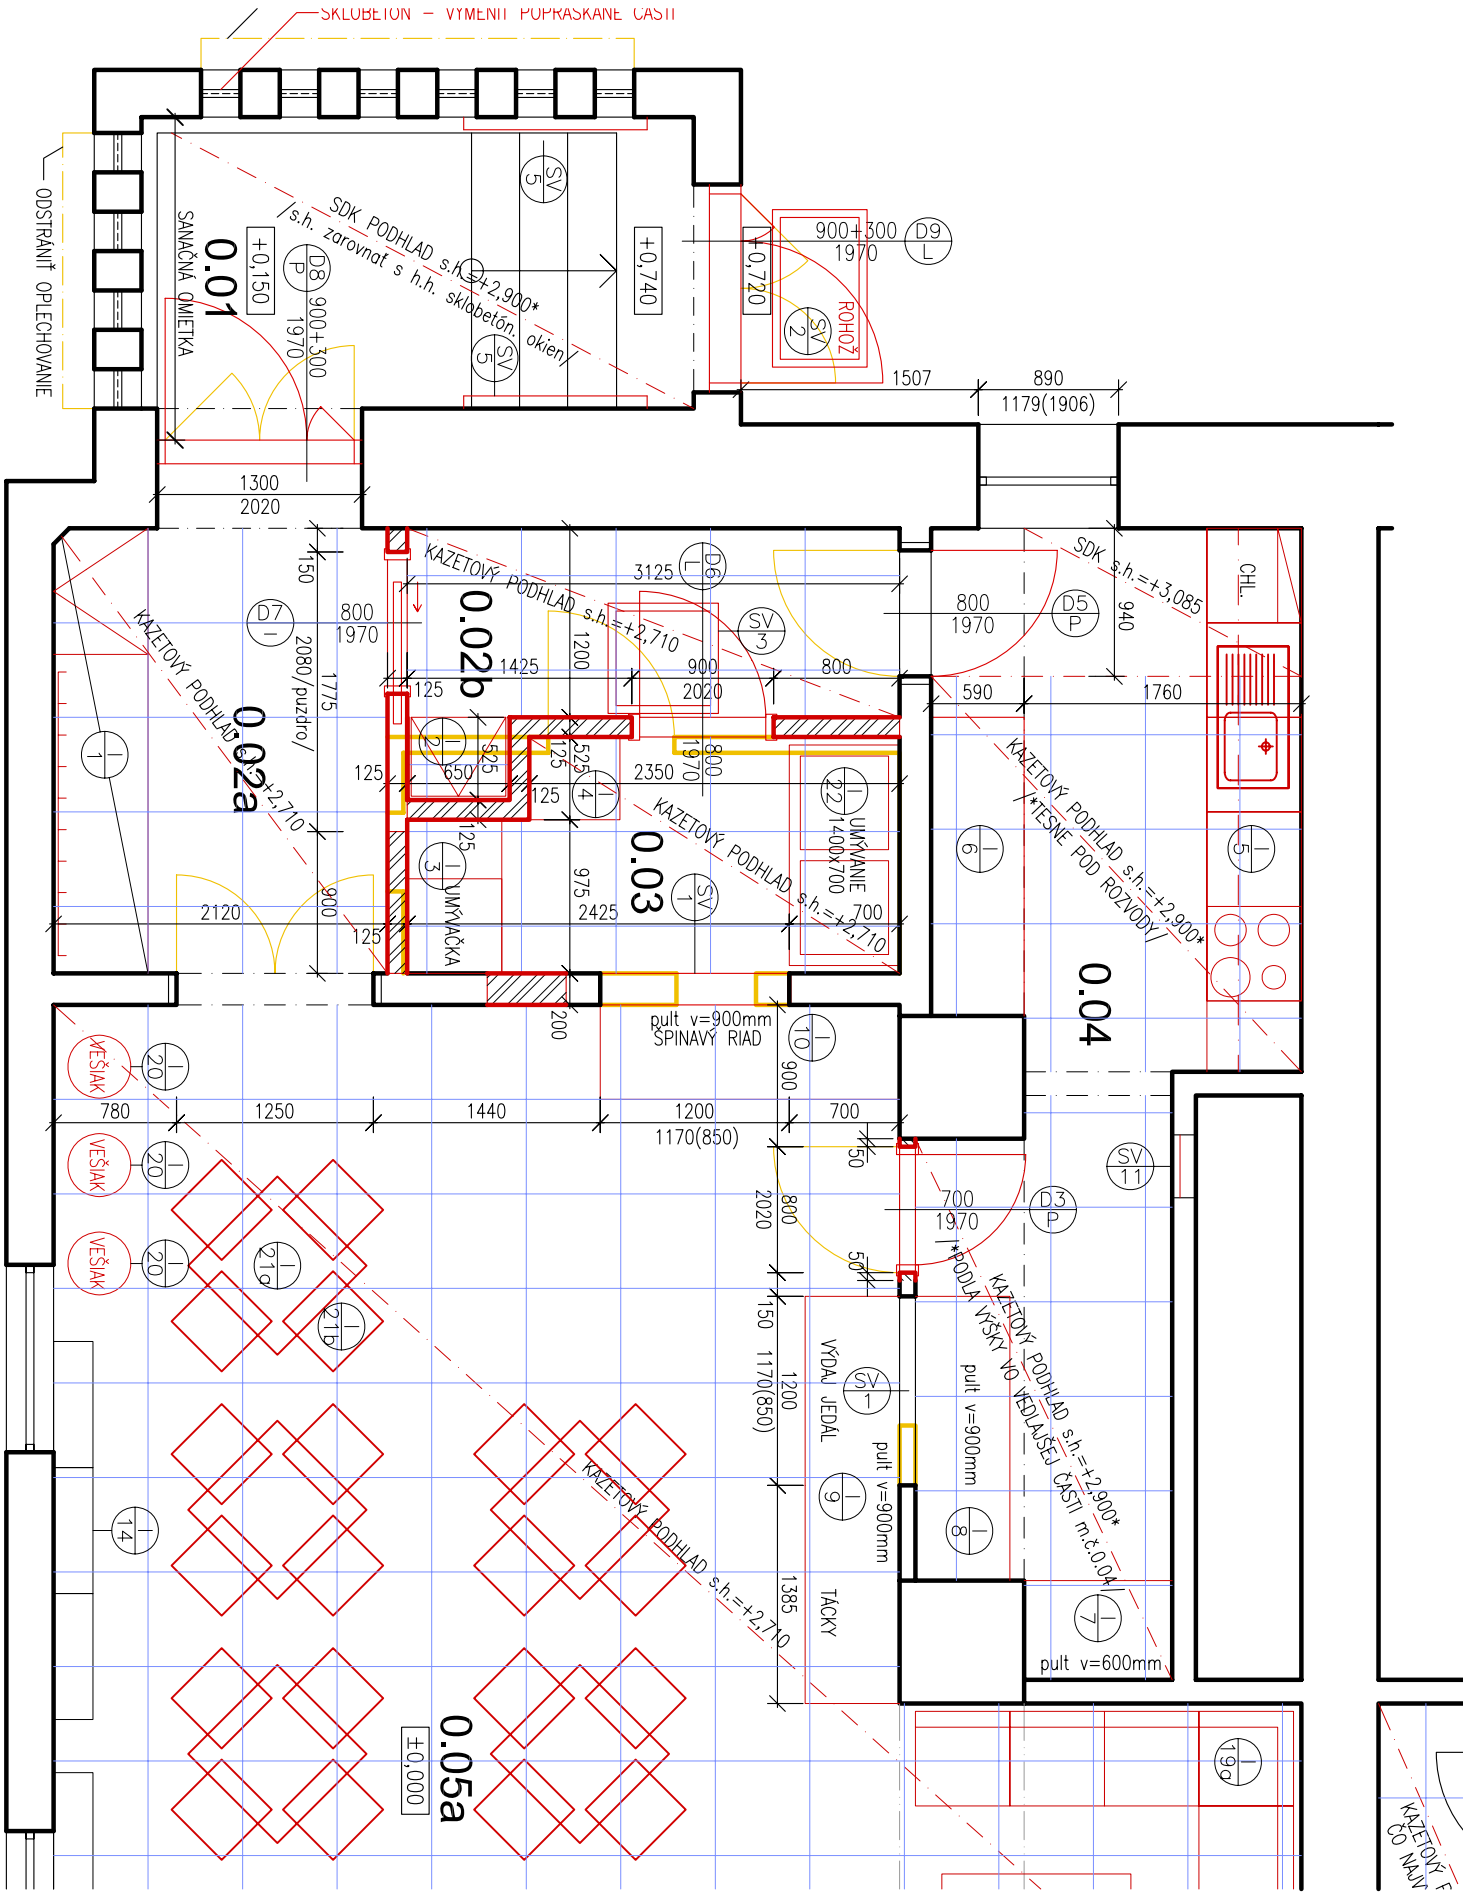 SKLOBETÓN – VYMENIŤ POPRASKANÉ ČASTI
ODSTRÁNIŤ OPLECHOVANIE
SANAČNÁ OMIETKA
0.01
+0,150
D8
P
900+300
1970
SDK PODHLAD s.h.=+2,900*
/s.h. zarovnať s h.h. sklobetón. okien/
SV
5
SV
5
+0,740
+0,720
900+300
1970
D9
L
ROHOŽ
SV
2
1507
890
1179(1906)
1300
2020
150
D7
I
800
1970
2080/puzdro/
1775
KAZETOVÝ PODHLAD s.h.=+2,710
0.02a
I
1
2120
900
125
125
KAZETOVÝ PODHLAD s.h.=+2,710
0.02b
3125
D6
L
SV
3
1200
1425
900
2020
800
125
I
2
525
650
125
525
125
125
I
4
2350
800
1970
I
22
UMÝVANIE
1400x700
KAZETOVÝ PODHLAD s.h.=+2,710
0.03
I
3
UMÝVAČKA
975
2425
SV
1
700
200
SDK s.h.=+3,085
CHL.
800
1970
D5
P
940
590
1760
KAZETOVÝ PODHLAD s.h.=+2,900*
/*TESNE POD ROZVODY/
I
6
I
5
0.04
pult v=900mm
ŠPINAVÝ RIAD
I
10
900
VEŠIAK
I
20
780
1250
1440
1200
1170(850)
700
VEŠIAK
I
20
VEŠIAK
I
20
I
21a
I
21b
50
800
2020
50
700
1970
D3
P
SV
11
KAZETOVÝ PODHLAD s.h.=+2,900*
/*PODLA VÝŠKY VO VEDLAJŠEJ ČASTI m.č.0.04/
150
1200
1170(850)
1385
VÝDAJ JEDÁL
SV
1
pult v=900mm
pult v=900mm
I
9
I
8
TÁCKY
I
7
pult v=600mm
I
14
KAZETOVÝ PODHLAD s.h.=+2,710
0.05a
±0,000
I
19a
KAZETOVÝ
ČO NAJV